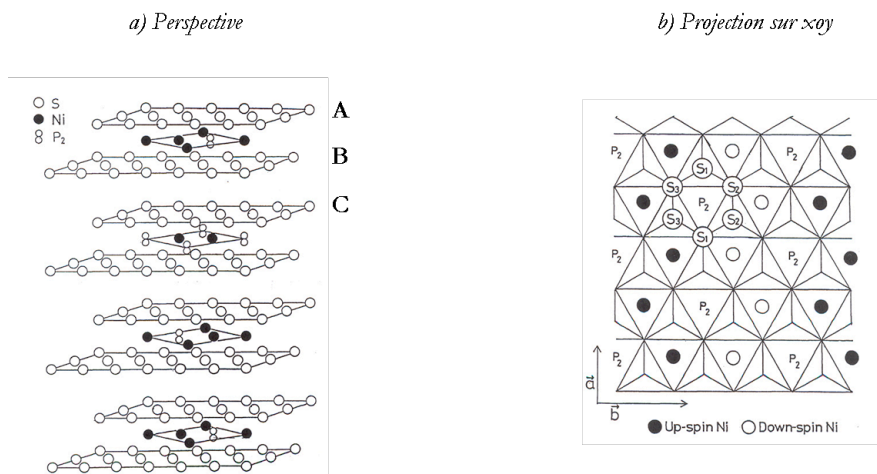 a) Perspective
b) Projection sur xoy
S
Ni
P2
A
B
C
P2
P2
S1
S3
S2
P2
S3
S2
S1
P2
P2
P2
P2
P2
a
b
Up-spin Ni
Down-spin Ni